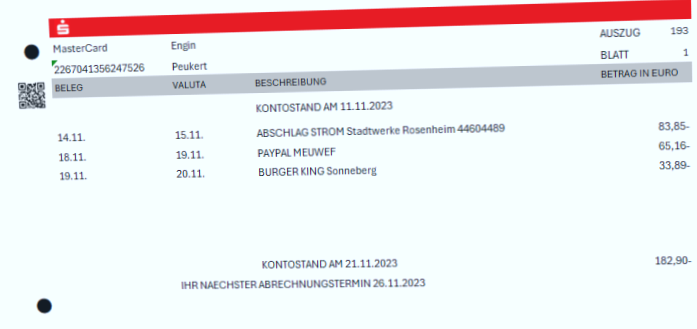 MasterCard Engin AUSZUG 193
2267041356247526 Peukert BLATT 1
BELEG VALUTA BESCHREIBUNG BETRAG IN EURO
KONTOSTAND AM 11.11.2023
14.11. 15.11. ABSCHLAG STROM Stadtwerke Rosenheim 44604489 83,85-
18.11. 19.11. PAYPAL MEUWEF 65,16-
19.11. 20.11. BURGER KING Sonneberg 33,89-
KONTOSTAND AM 21.11.2023 182,90-
IHR NAECHSTER ABRECHNUNGSTERMIN 26.11.2023